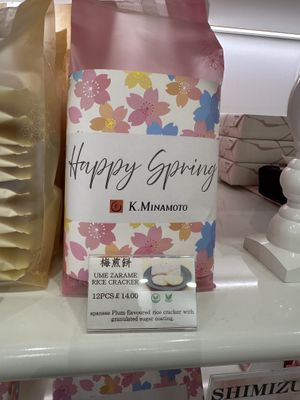 Happy Spring
K. MINAMOTO
梅煎餅
UME ZARAME
RICE CRACKER
12PCS £ 14.00
apanese Plum flavoured rice cracker with
granulated sugar coating.
SHIMIZU